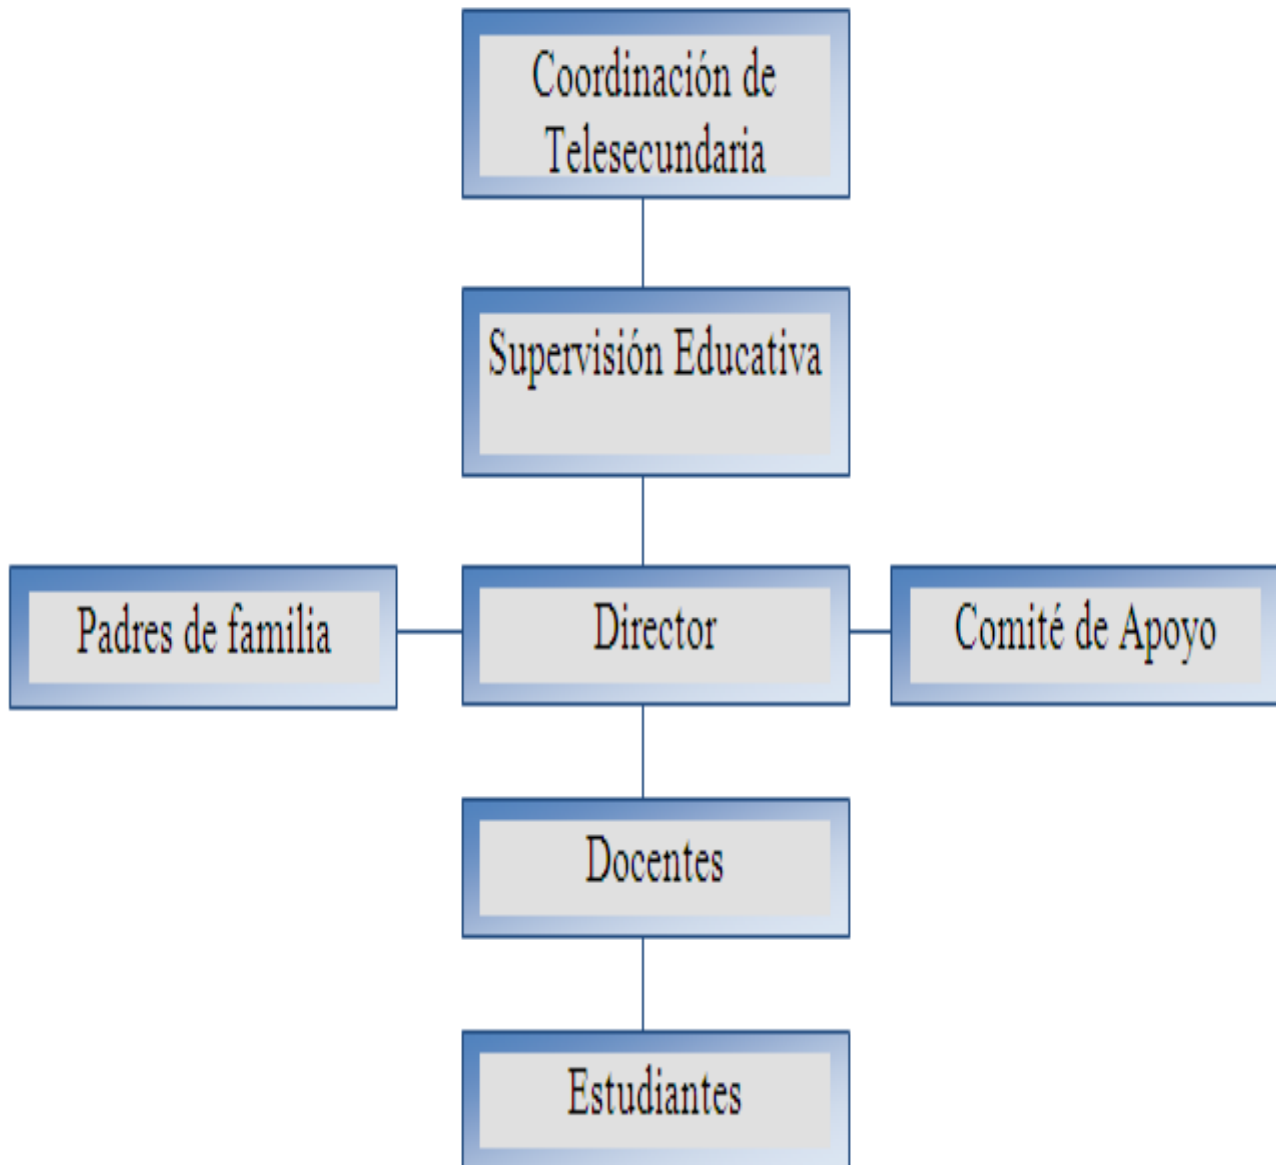 Coordinación de
Telesecundaria
Supervisión Educativa
Padres de familia
Director
Comité de Apoyo
Docentes
Estudiantes